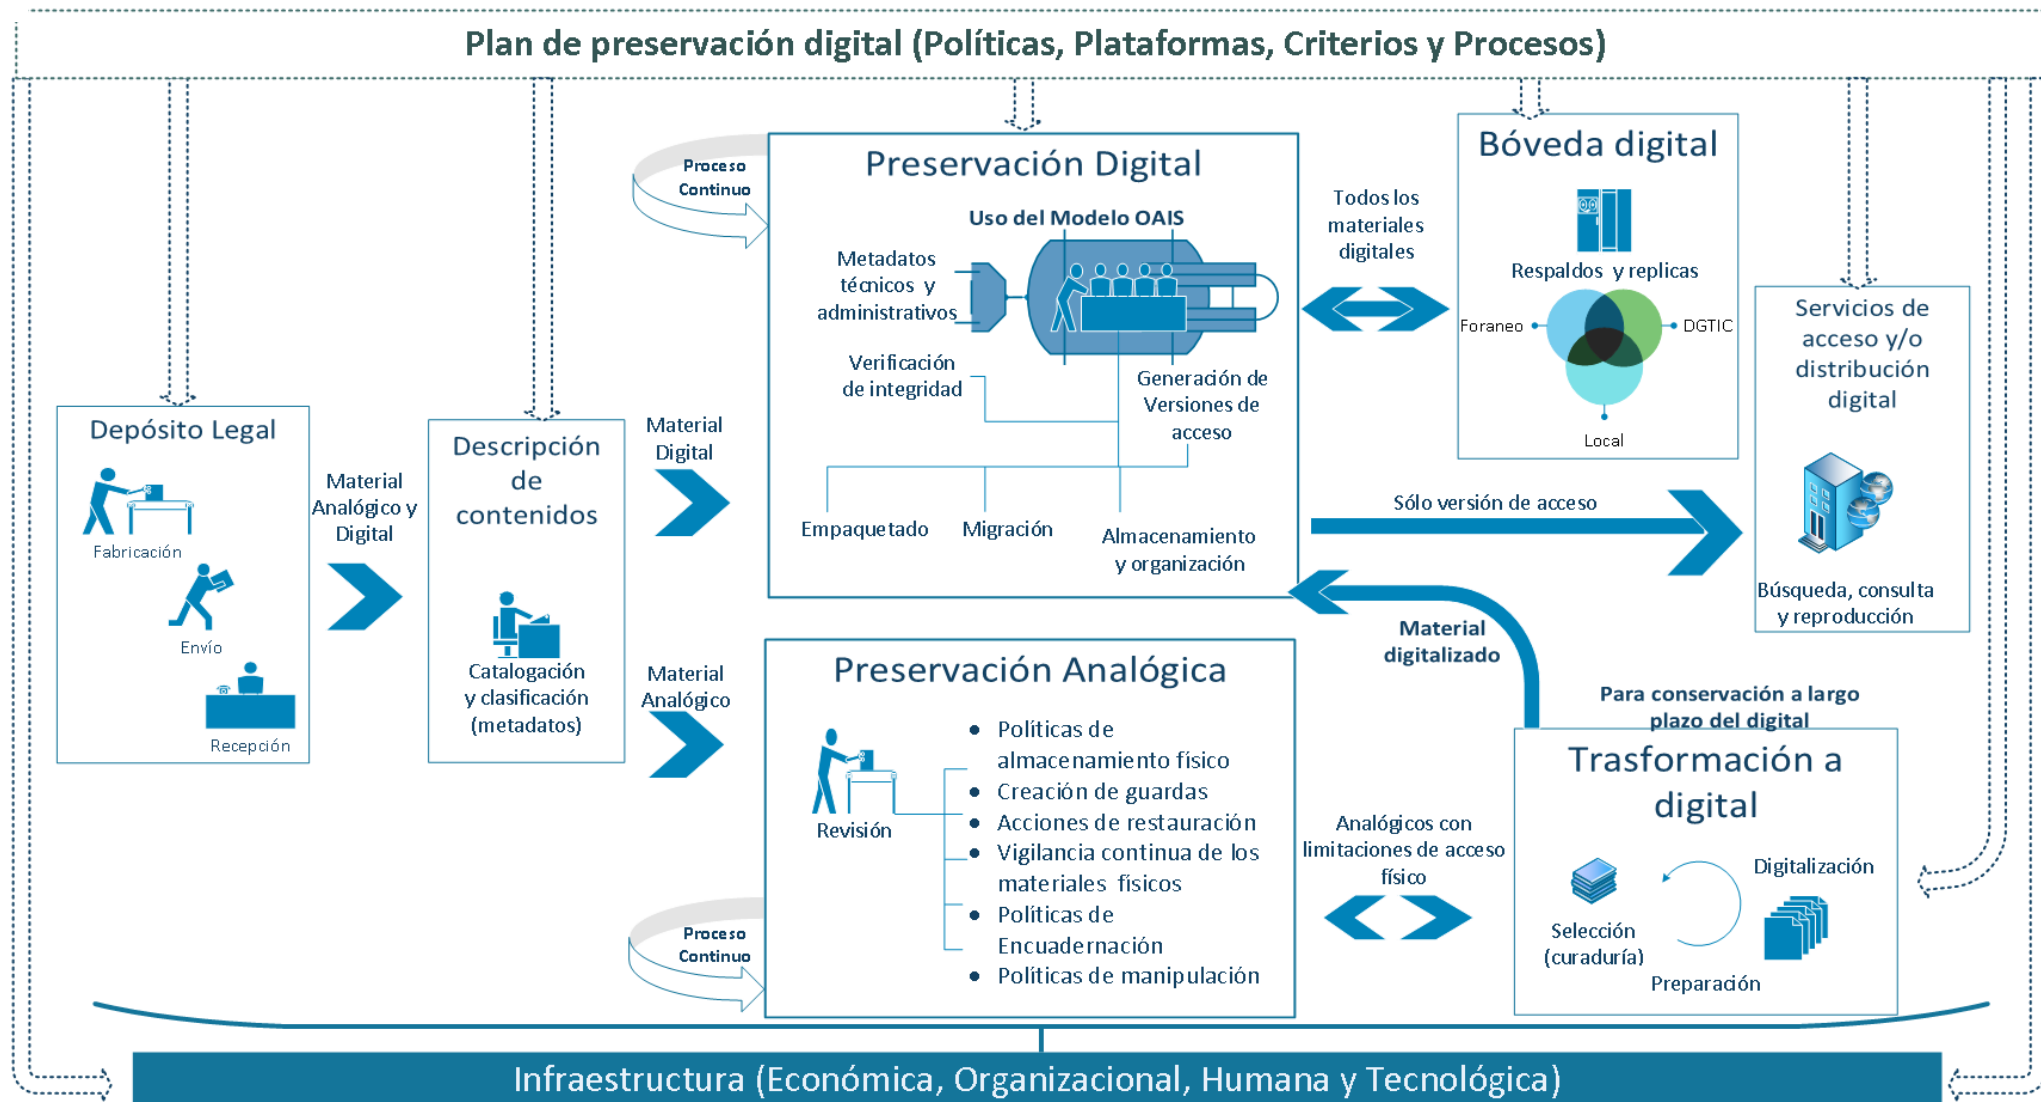 Plan de preservación digital (Políticas, Plataformas, Criterios y Procesos)
Depósito Legal
Fabricación
Envío
Recepción
Material
Analógico y
Digital
Descripción
de
contenidos
Catalogación
y clasificación
(metadatos)
Material
Digital
Material
Analógico
Proceso
Continuo
Preservación Digital
Uso del Modelo OAIS
Metadatos
técnicos y
administrativos
Verificación
de integridad
Generación de
Versiones de
acceso
Empaquetado
Migración
Almacenamiento
y organización
Todos los
materiales
digitales
Bóveda digital
Respaldos y replicas
Foraneo
DGTIC
Local
Sólo versión de acceso
Servicios de
acceso y/o
distribución
digital
Búsqueda, consulta
y reproducción
Proceso
Continuo
Preservación Analógica
Revisión
• Políticas de
almacenamiento físico
• Creación de guardas
• Acciones de restauración
• Vigilancia continua de los
materiales físicos
• Políticas de
Encuadernación
• Políticas de manipulación
Analógicos con
limitaciones de acceso
físico
Material
digitalizado
Para conservación a largo
plazo del digital
Trasformación a
digital
Selección
(curaduría)
Preparación
Digitalización
Infraestructura (Económica, Organizacional, Humana y Tecnológica)